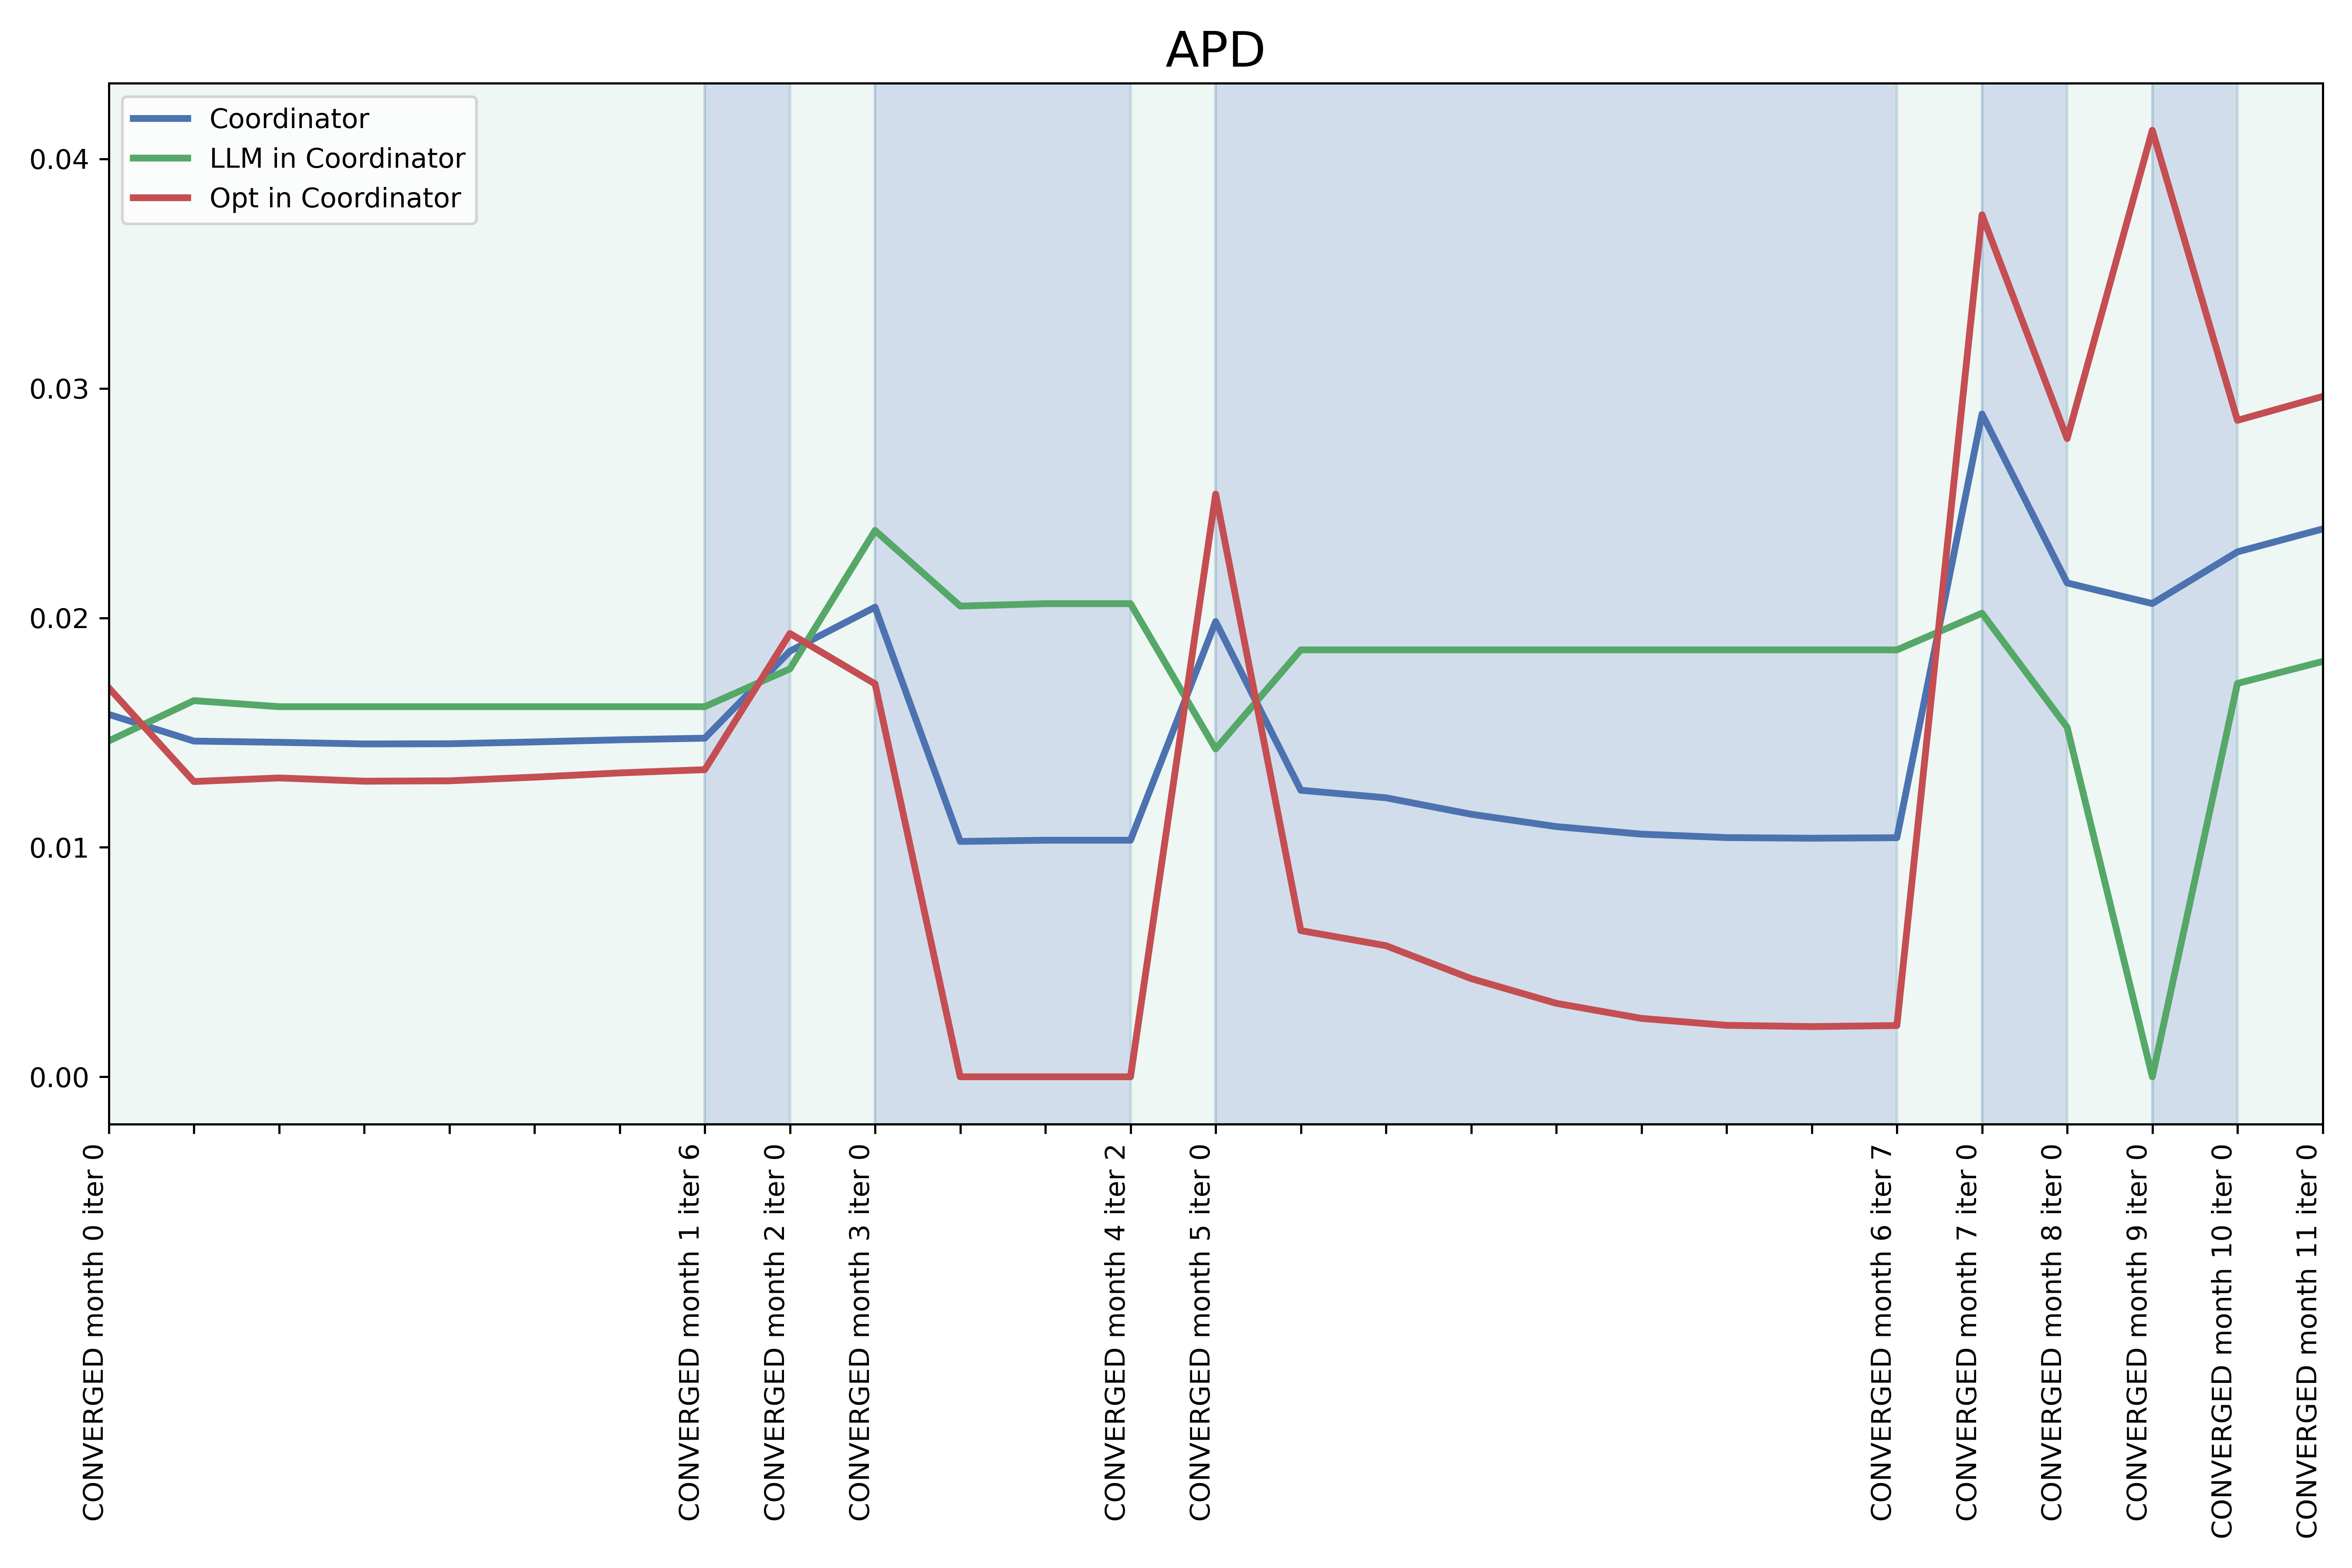 APD
Coordinator
LLM in Coordinator
Opt in Coordinator
0.04
0.03
0.02
0.01
0.00
CONVERGED month 0 iter 0
CONVERGED month 1 iter 6
CONVERGED month 2 iter 0
CONVERGED month 3 iter 0
CONVERGED month 4 iter 2
CONVERGED month 5 iter 0
CONVERGED month 6 iter 7
CONVERGED month 7 iter 0
CONVERGED month 8 iter 0
CONVERGED month 9 iter 0
CONVERGED month 10 iter 0
CONVERGED month 11 iter 0